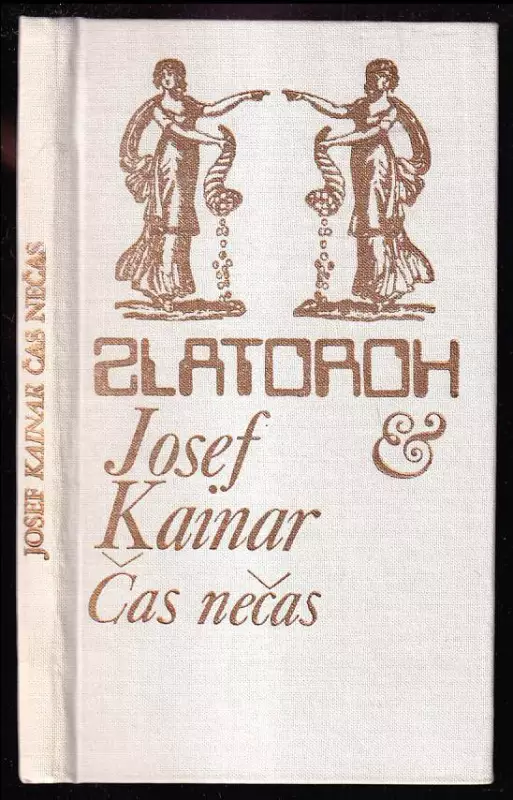 ZLATOROH
&
Josef
Kainar
Čas nečas
JOSEF KAINAR ČAS NEČAS